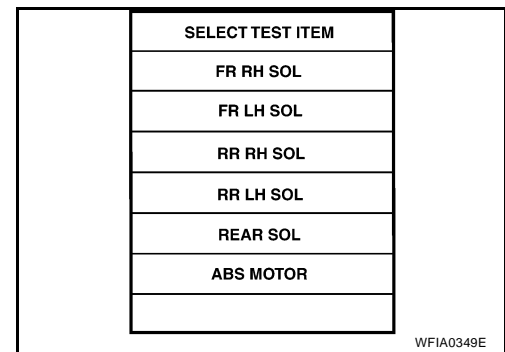 SELECT TEST ITEM
FR RH SOL
FR LH SOL
RR RH SOL
RR LH SOL
REAR SOL
ABS MOTOR
WFIA0349E